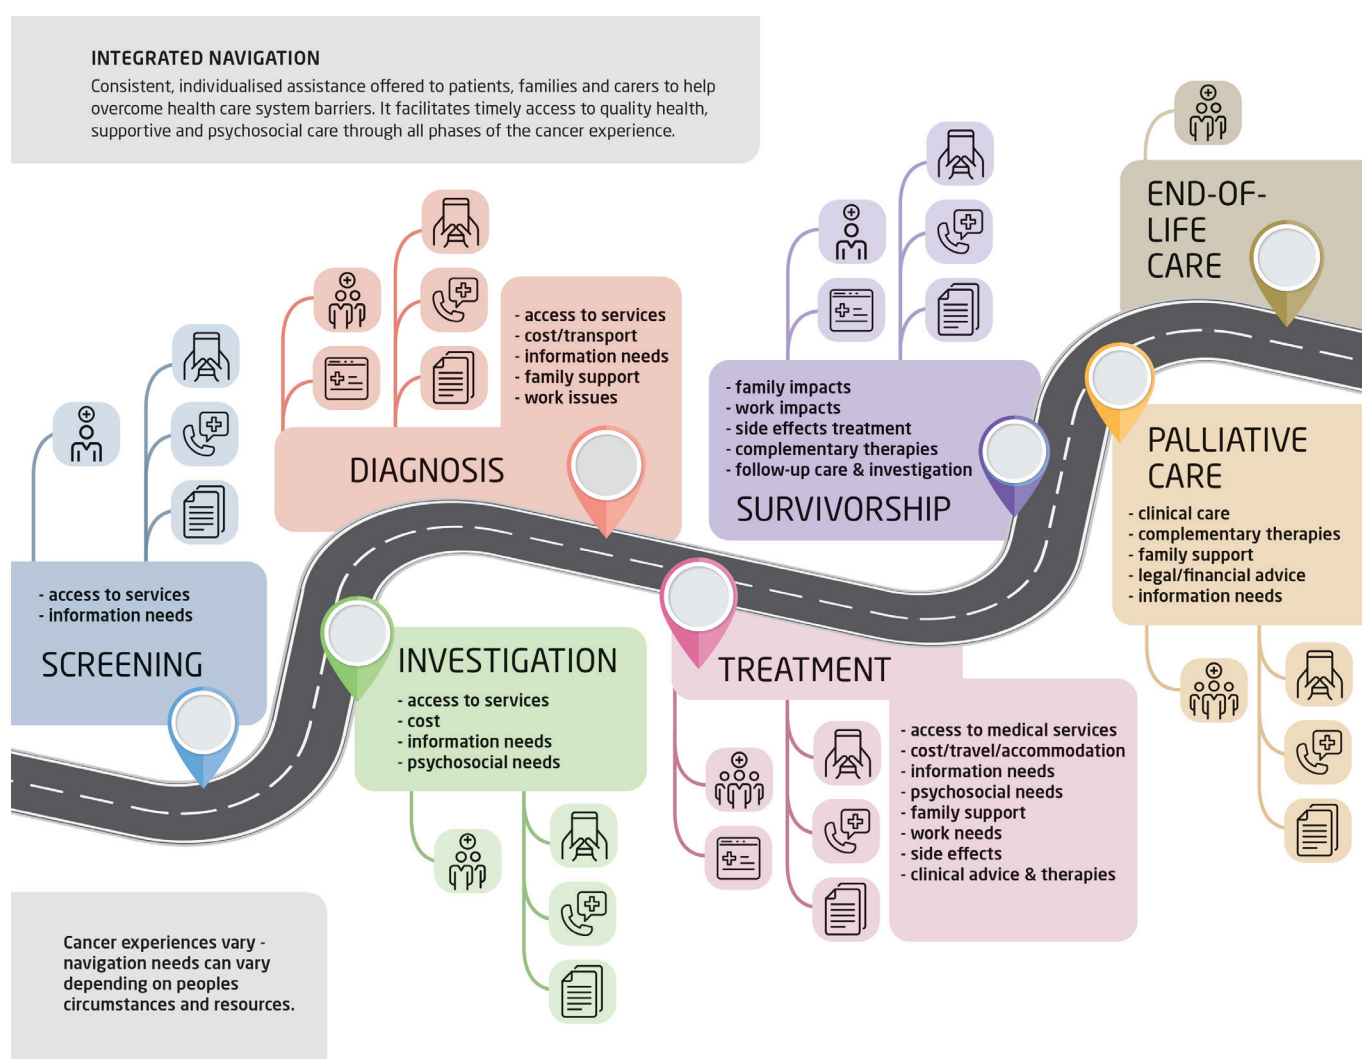 INTEGRATED NAVIGATION
Consistent, individualised assistance offered to patients, families and carers to help
overcome health care system barriers. It facilitates timely access to quality health,
supportive and psychosocial care through all phases of the cancer experience.
- access to services
- information needs
SCREENING
- access to services
- cost/transport
- information needs
- family support
- work issues
DIAGNOSIS
INVESTIGATION
- access to services
- cost
- information needs
- psychosocial needs
TREATMENT
- access to medical services
- cost/travel/accommodation
- information needs
- psychosocial needs
- family support
- work needs
- side effects
- clinical advice & therapies
- family impacts
- work impacts
- side effects treatment
- complementary therapies
- follow-up care & investigation
SURVIVORSHIP
PALLIATIVE
CARE
- clinical care
- complementary therapies
- family support
- legal/financial advice
- information needs
END-OF-
LIFE
CARE
Cancer experiences vary -
navigation needs can vary
depending on peoples
circumstances and resources.